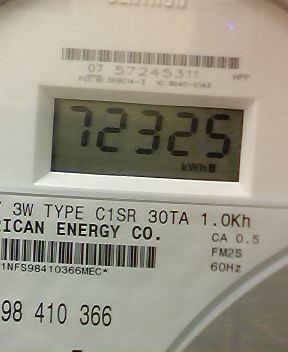 07 57245311
72325
kWh
3W TYPE C1SR 30TA 1.0Kh
RICAN ENERGY CO.
CA 0.5
FM2S
60Hz
1NFS98410366MEC*
98 410 366